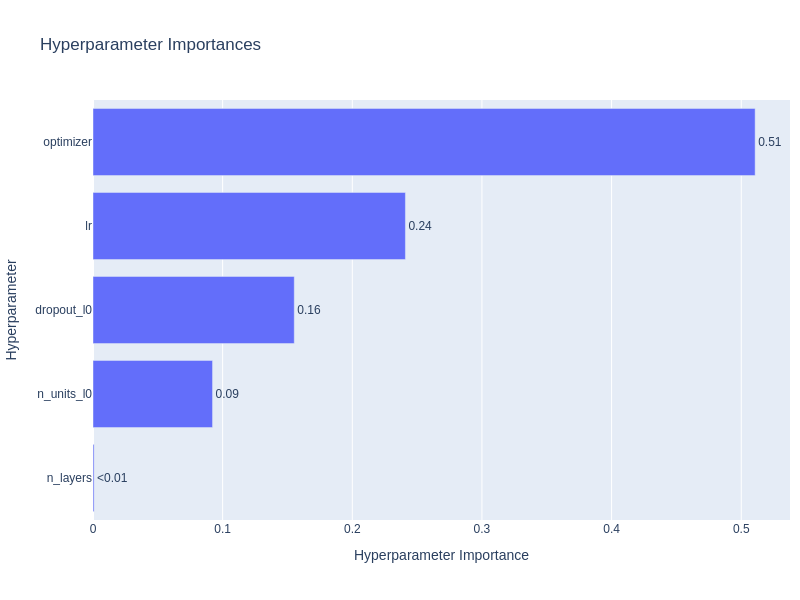 Hyperparameter Importances
Hyperparameter
optimizer
0.51
lr
0.24
dropout_l0
0.16
n_units_l0
0.09
n_layers
<0.01
0
0.1
0.2
0.3
0.4
0.5
Hyperparameter Importance